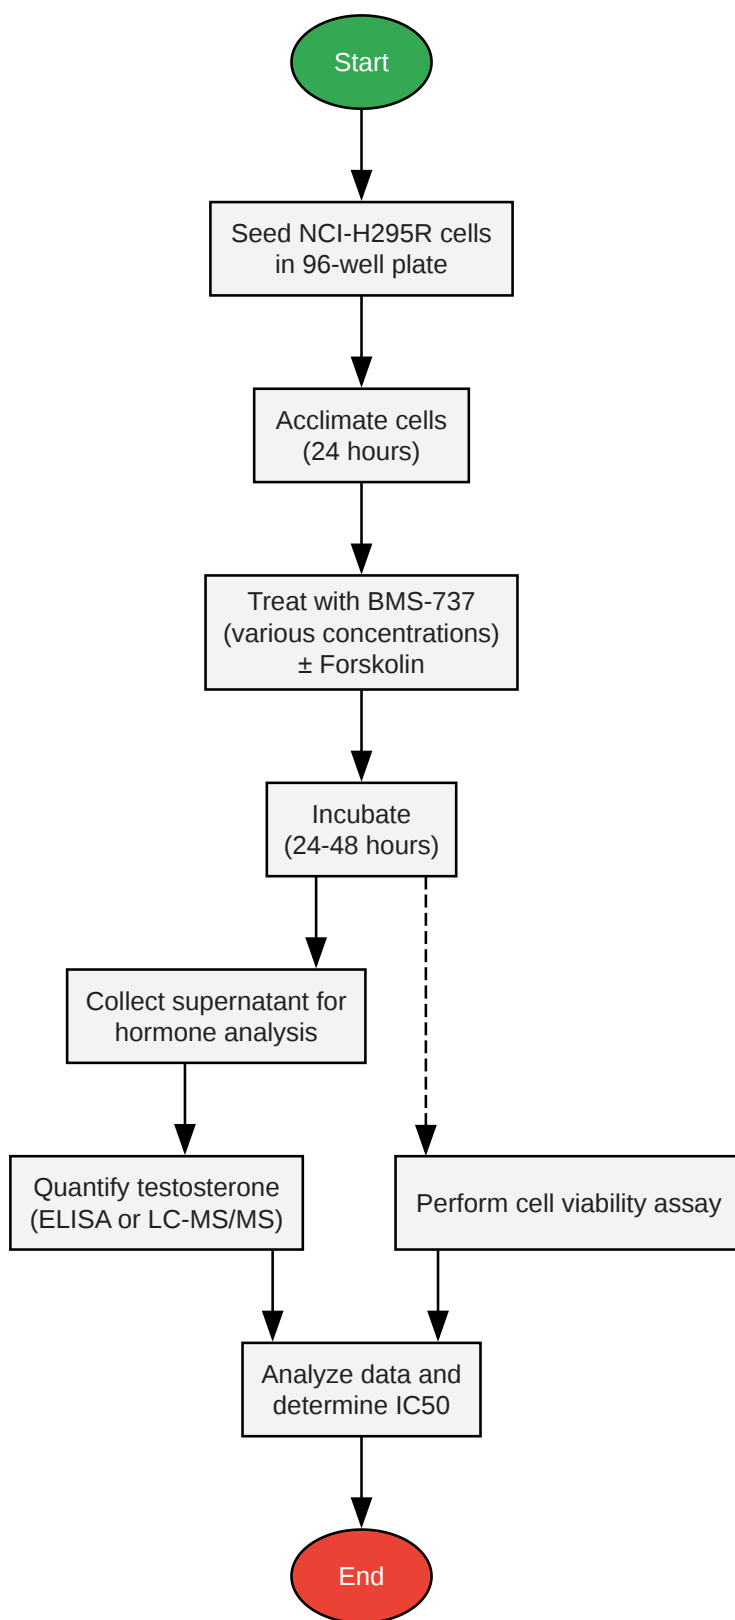 Start
Seed NCI-H295R cells
in 96-well plate
Acclimate cells
(24 hours)
Treat with BMS-737
(various concentrations)
± Forskolin
Incubate
(24-48 hours)
Collect supernatant for
hormone analysis
Quantify testosterone
(ELISA or LC-MS/MS)
Perform cell viability assay
Analyze data and
determine IC50
End